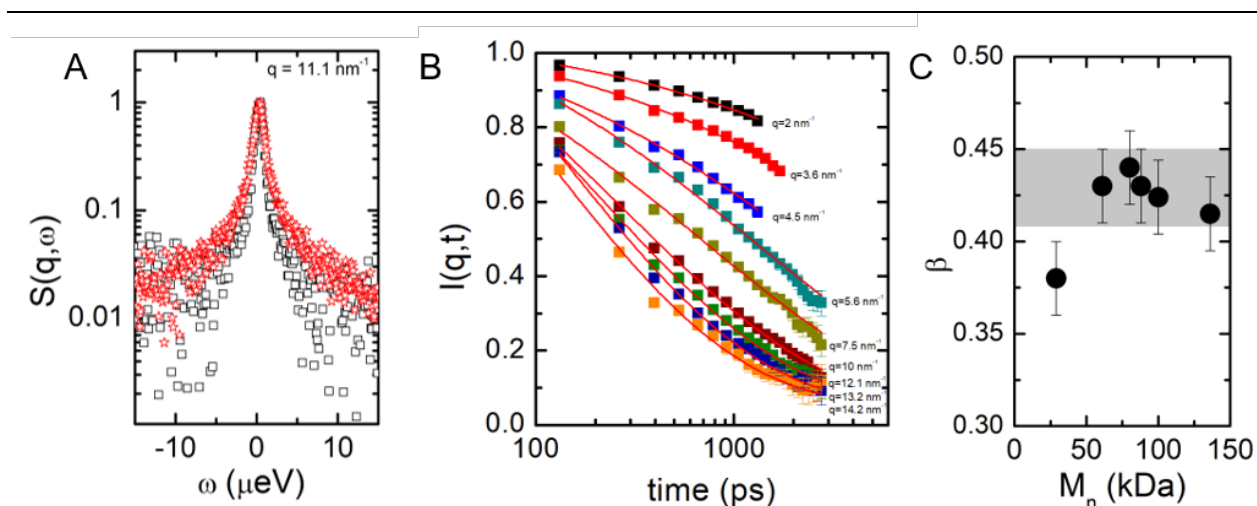 A
q = 11.1 nm⁻¹
S(q,ω)
1
0.1
0.01
-10
0
10
ω (μeV)
B
I(q,t)
1.0
0.8
0.6
0.4
0.2
0.0
q=2 nm⁻¹
q=3.6 nm⁻¹
q=4.5 nm⁻¹
q=5.6 nm⁻¹
q=7.5 nm⁻¹
q=10 nm⁻¹
q=12.1 nm⁻¹
q=13.2 nm⁻¹
q=14.2 nm⁻¹
100
1000
time (ps)
C
β
0.50
0.45
0.40
0.35
0.30
0
50
100
150
Mₙ (kDa)